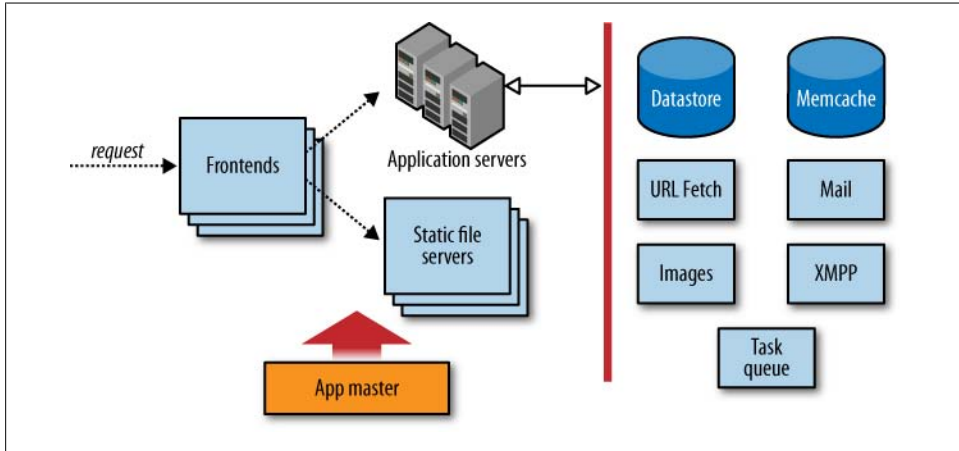 request
Frontends
Application servers
Static file
servers
App master
Datastore
Memcache
URL Fetch
Mail
Images
XMPP
Task
queue